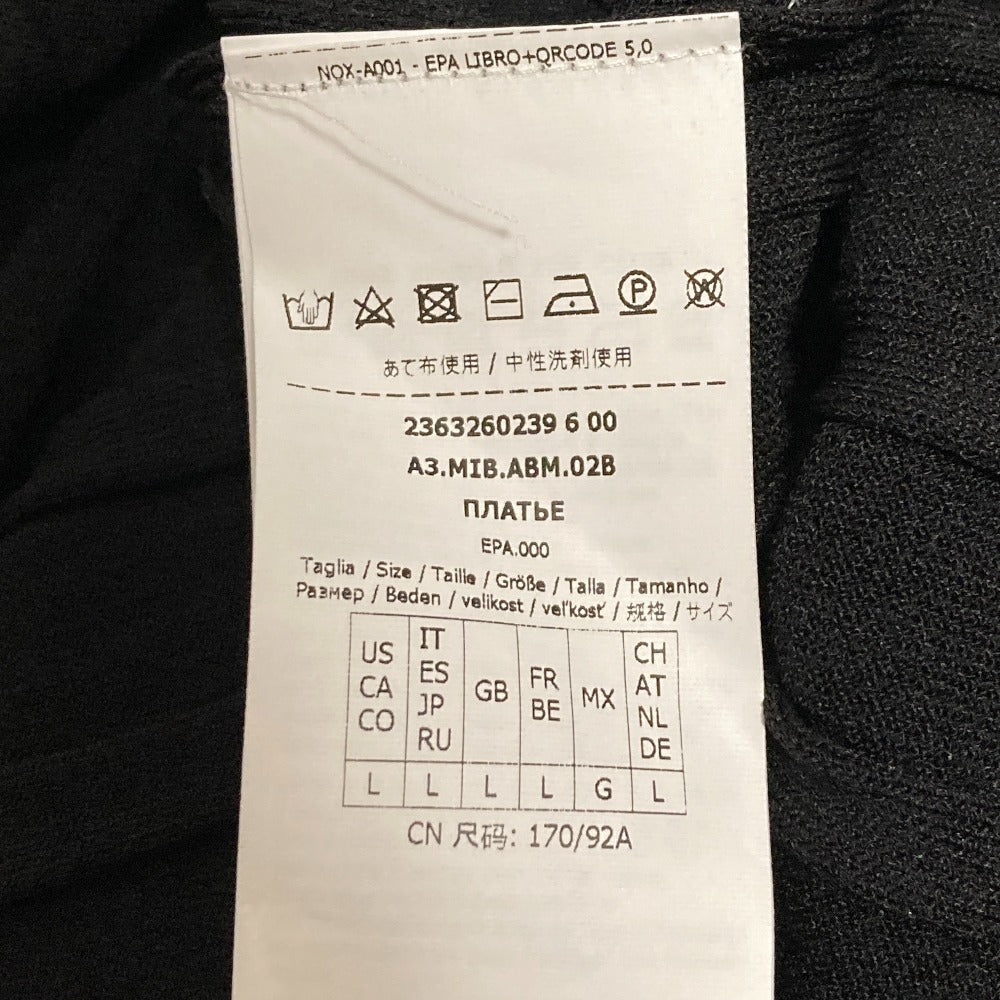 NOX-A001 - EPA LIBRO+QRCODE 5,0
P
W
あて布使用 / 中性洗剤使用
2363260239 6 00
A3.MIB.ABM.02B
ПЛАТЬЕ
EPA.000
Taglia / Size / Taille / Größe / Talla / Tamanho /
Размер / Beden / velikost / veľkosť / 规格 / サイズ
US CA CO
IT ES JP RU
GB
FR BE
MX
CH AT NL DE
L L L L G L
CN 尺码: 170/92A